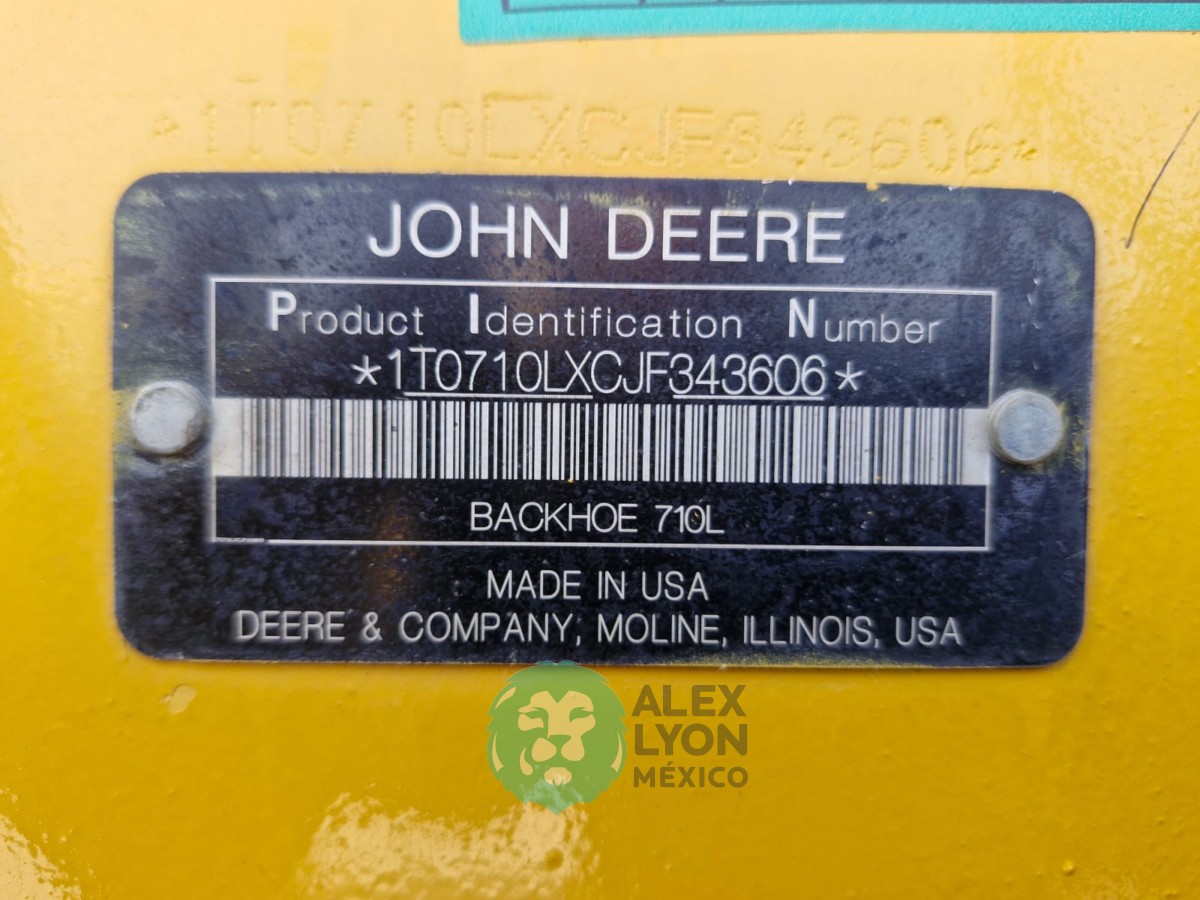 *1T0710LXCJF343606*
JOHN DEERE
Product Identification Number
*1T0710LXCJF343606*
BACKHOE 710L
MADE IN USA
DEERE & COMPANY, MOLINE, ILLINOIS, USA
ALEX
LYON
MÉXICO